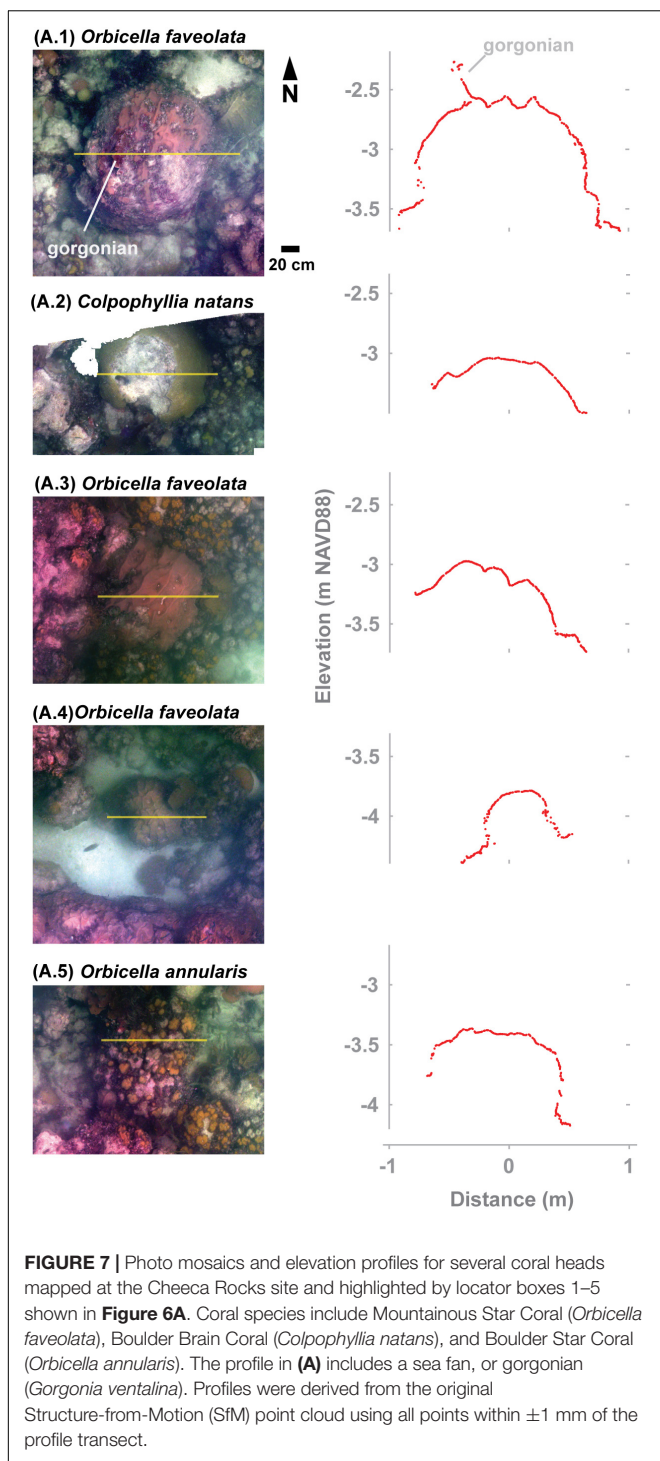 (A.1) Orbicella faveolata
N
gorgonian
20 cm
gorgonian
-2.5
-3
-3.5
(A.2) Colpophyllia natans
-2.5
-3
(A.3) Orbicella faveolata
-2.5
-3
-3.5
(A.4)Orbicella faveolata
-3.5
-4
(A.5) Orbicella annularis
-3
-3.5
-4
Elevation (m NAVD88)
-1 0 1
Distance (m)
FIGURE 7 | Photo mosaics and elevation profiles for several coral heads
mapped at the Cheeca Rocks site and highlighted by locator boxes 1–5
shown in Figure 6A. Coral species include Mountainous Star Coral (Orbicella
faveolata), Boulder Brain Coral (Colpophyllia natans), and Boulder Star Coral
(Orbicella annularis). The profile in (A) includes a sea fan, or gorgonian
(Gorgonia ventalina). Profiles were derived from the original
Structure-from-Motion (SfM) point cloud using all points within ±1 mm of the
profile transect.